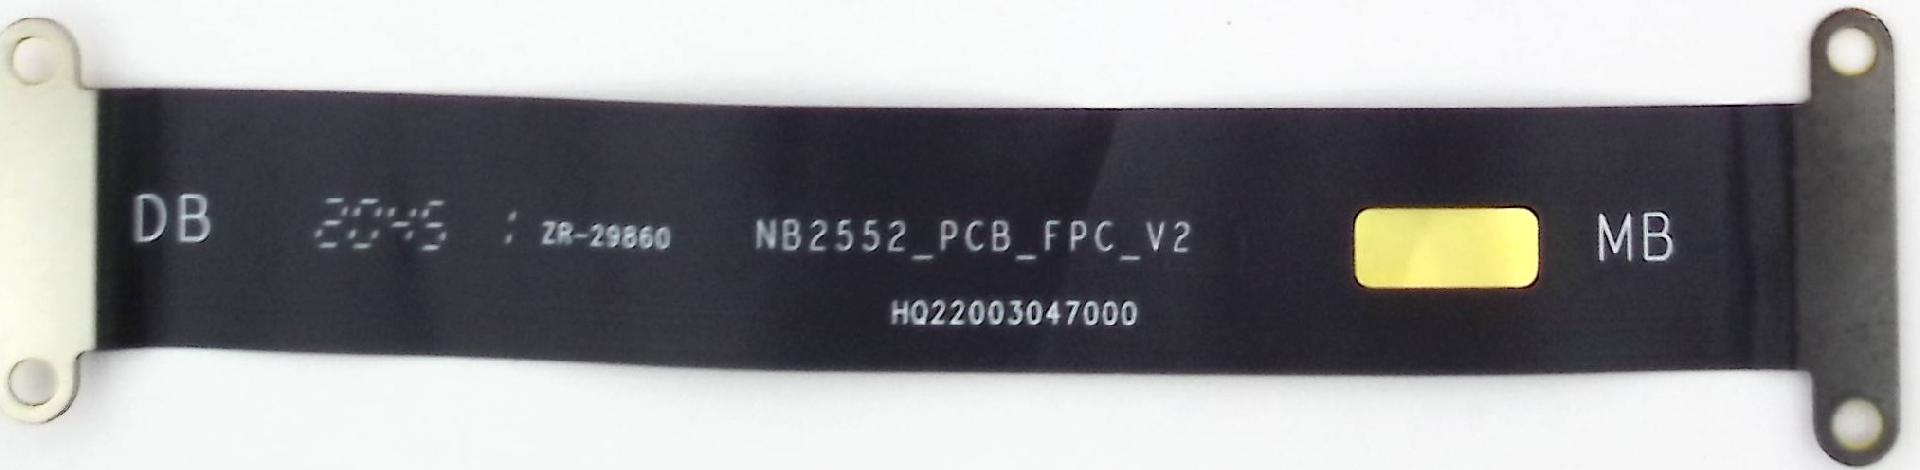 DB 2045 ZR-29860 NB2552_PCB_FPC_V2 MB
HQ22003047000